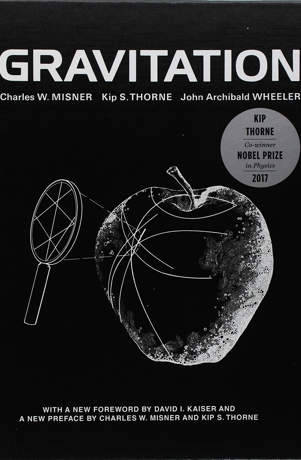 GRAVITATION
Charles W. MISNER Kip S. THORNE John Archibald WHEELER
KIP
THORNE
Co-winner
NOBEL PRIZE
in Physics
2017
WITH A NEW FOREWORD BY DAVID I. KAISER AND
A NEW PREFACE BY CHARLES W. MISNER AND KIP S. THORNE